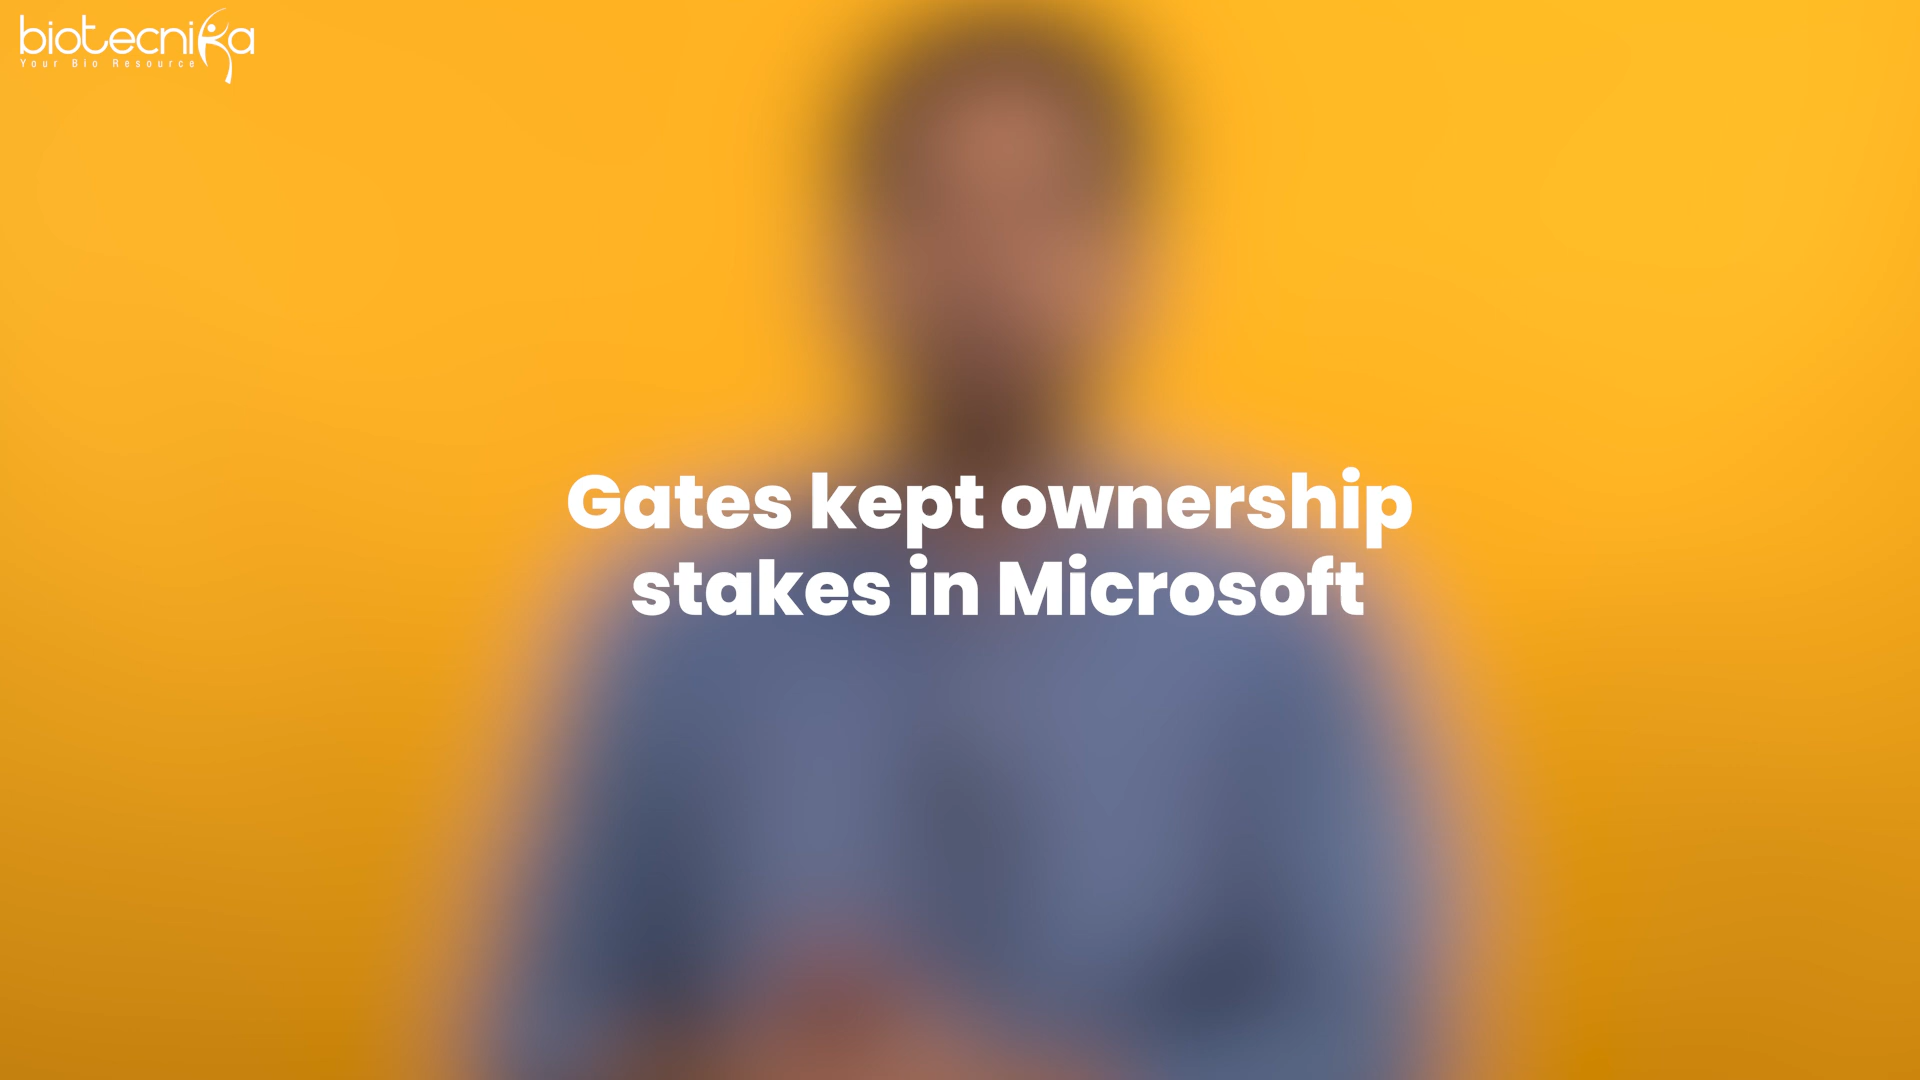 biotecnika
Your Bio Resource
Gates kept ownership
stakes in Microsoft